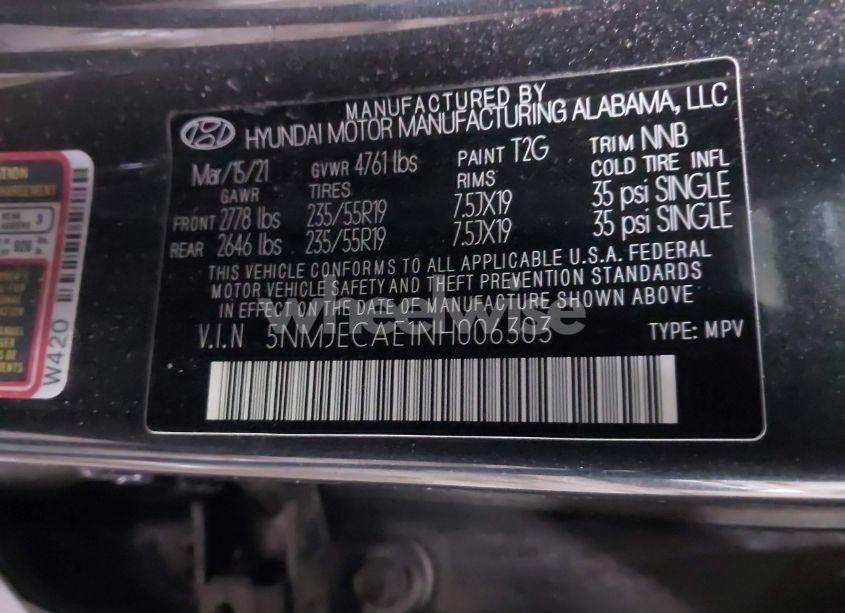 MANUFACTURED BY
HYUNDAI MOTOR MANUFACTURING ALABAMA, LLC
Mar/15/21 GVWR 4761 lbs PAINT T2G TRIM NNB
GAWR TIRES RIMS COLD TIRE INFL
FRONT 2778 lbs 235/55R19 7.5JX19 35 psi SINGLE
REAR 2646 lbs 235/55R19 7.5JX19 35 psi SINGLE
THIS VEHICLE CONFORMS TO ALL APPLICABLE U.S.A. FEDERAL
MOTOR VEHICLE SAFETY AND THEFT PREVENTION STANDARDS
IN EFFECT ON THE DATE OF MANUFACTURE SHOWN ABOVE
V.I.N 5NMJECAE1NH006303 TYPE: MPV
wheelwise
3
926
W420